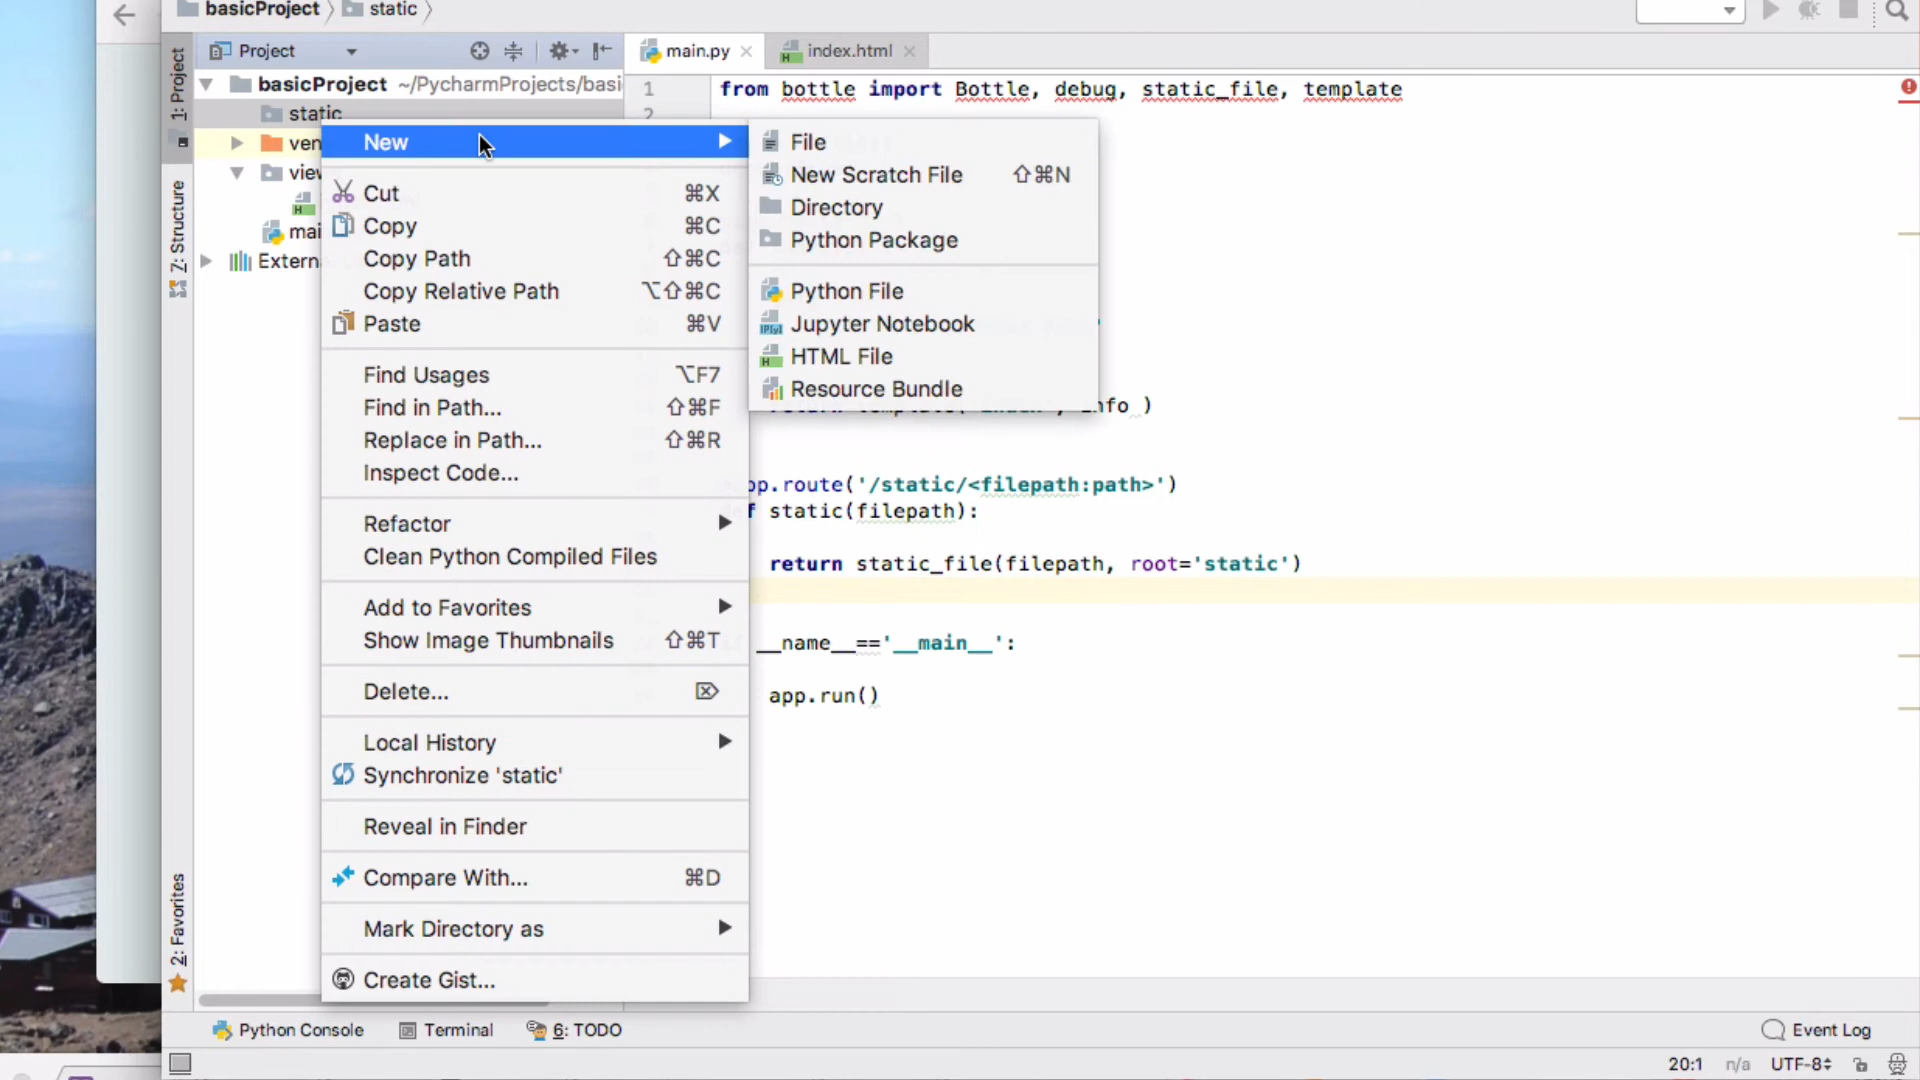 basicProject static
1: Project
Project
main.py
index.html
basicProject ~/PycharmProjects/basi
static
ven
view
mai
Extern
Z: Structure
2: Favorites
1
2
from bottle import Bottle, debug, static_file, template
New
Cut ⌘X
Copy ⌘C
Copy Path ⇧⌘C
Copy Relative Path ⌥⇧⌘C
Paste ⌘V
Find Usages ⌥F7
Find in Path... ⇧⌘F
Replace in Path... ⇧⌘R
Inspect Code...
Refactor
Clean Python Compiled Files
Add to Favorites
Show Image Thumbnails ⇧⌘T
Delete... ⌦
Local History
Synchronize 'static'
Reveal in Finder
Compare With... ⌘D
Mark Directory as
Create Gist...
File
New Scratch File ⇧⌘N
Directory
Python Package
Python File
Jupyter Notebook
HTML File
Resource Bundle
info )
pp.route('/static/<filepath:path>')
f static(filepath):
return static_file(filepath, root='static')
__name__=='__main__':
app.run()
Python Console
Terminal
6: TODO
Event Log
20:1 n/a UTF-8